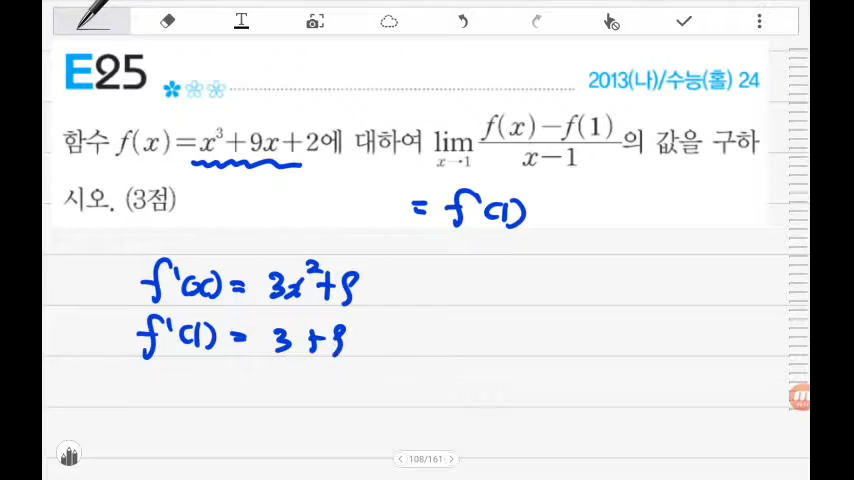 T
E25
2013(나)/수능(홀) 24
함수 f(x)=x³+9x+2에 대하여 lim x→1 (f(x)−f(1))/(x−1) 의 값을 구하
시오. (3점)
= f'(1)
f'(x) = 3x²+9
f'(1) = 3+9
108/161